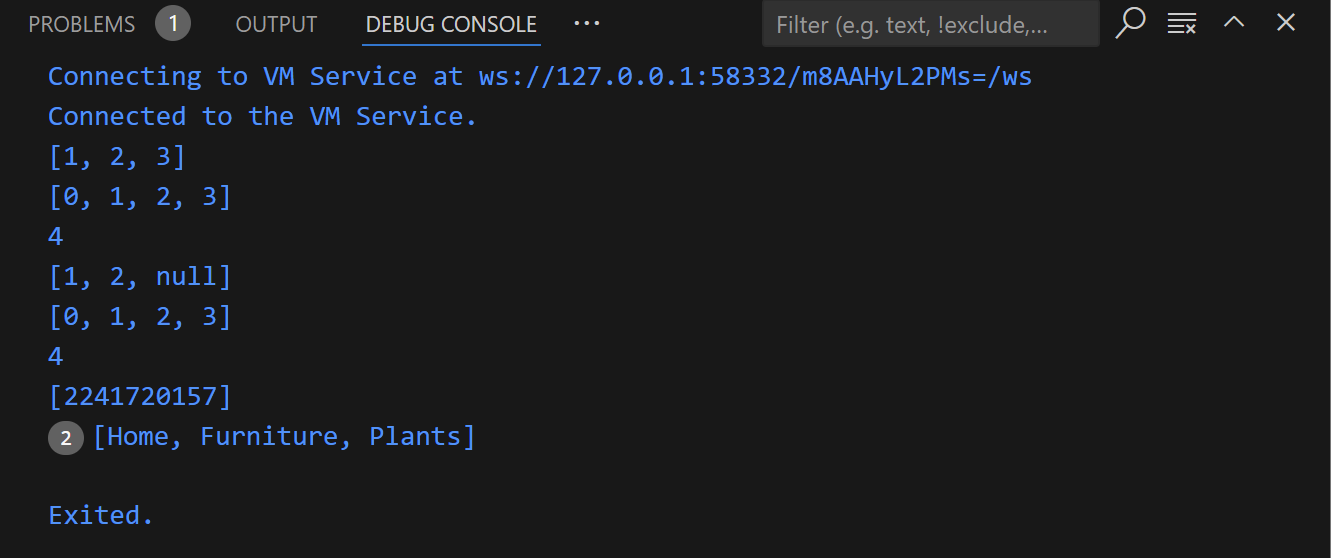 PROBLEMS 1 OUTPUT DEBUG CONSOLE ··· Filter (e.g. text, !exclude,...
Connecting to VM Service at ws://127.0.0.1:58332/m8AAHyL2PMs=/ws
Connected to the VM Service.
[1, 2, 3]
[0, 1, 2, 3]
4
[1, 2, null]
[0, 1, 2, 3]
4
[2241720157]
2 [Home, Furniture, Plants]
Exited.